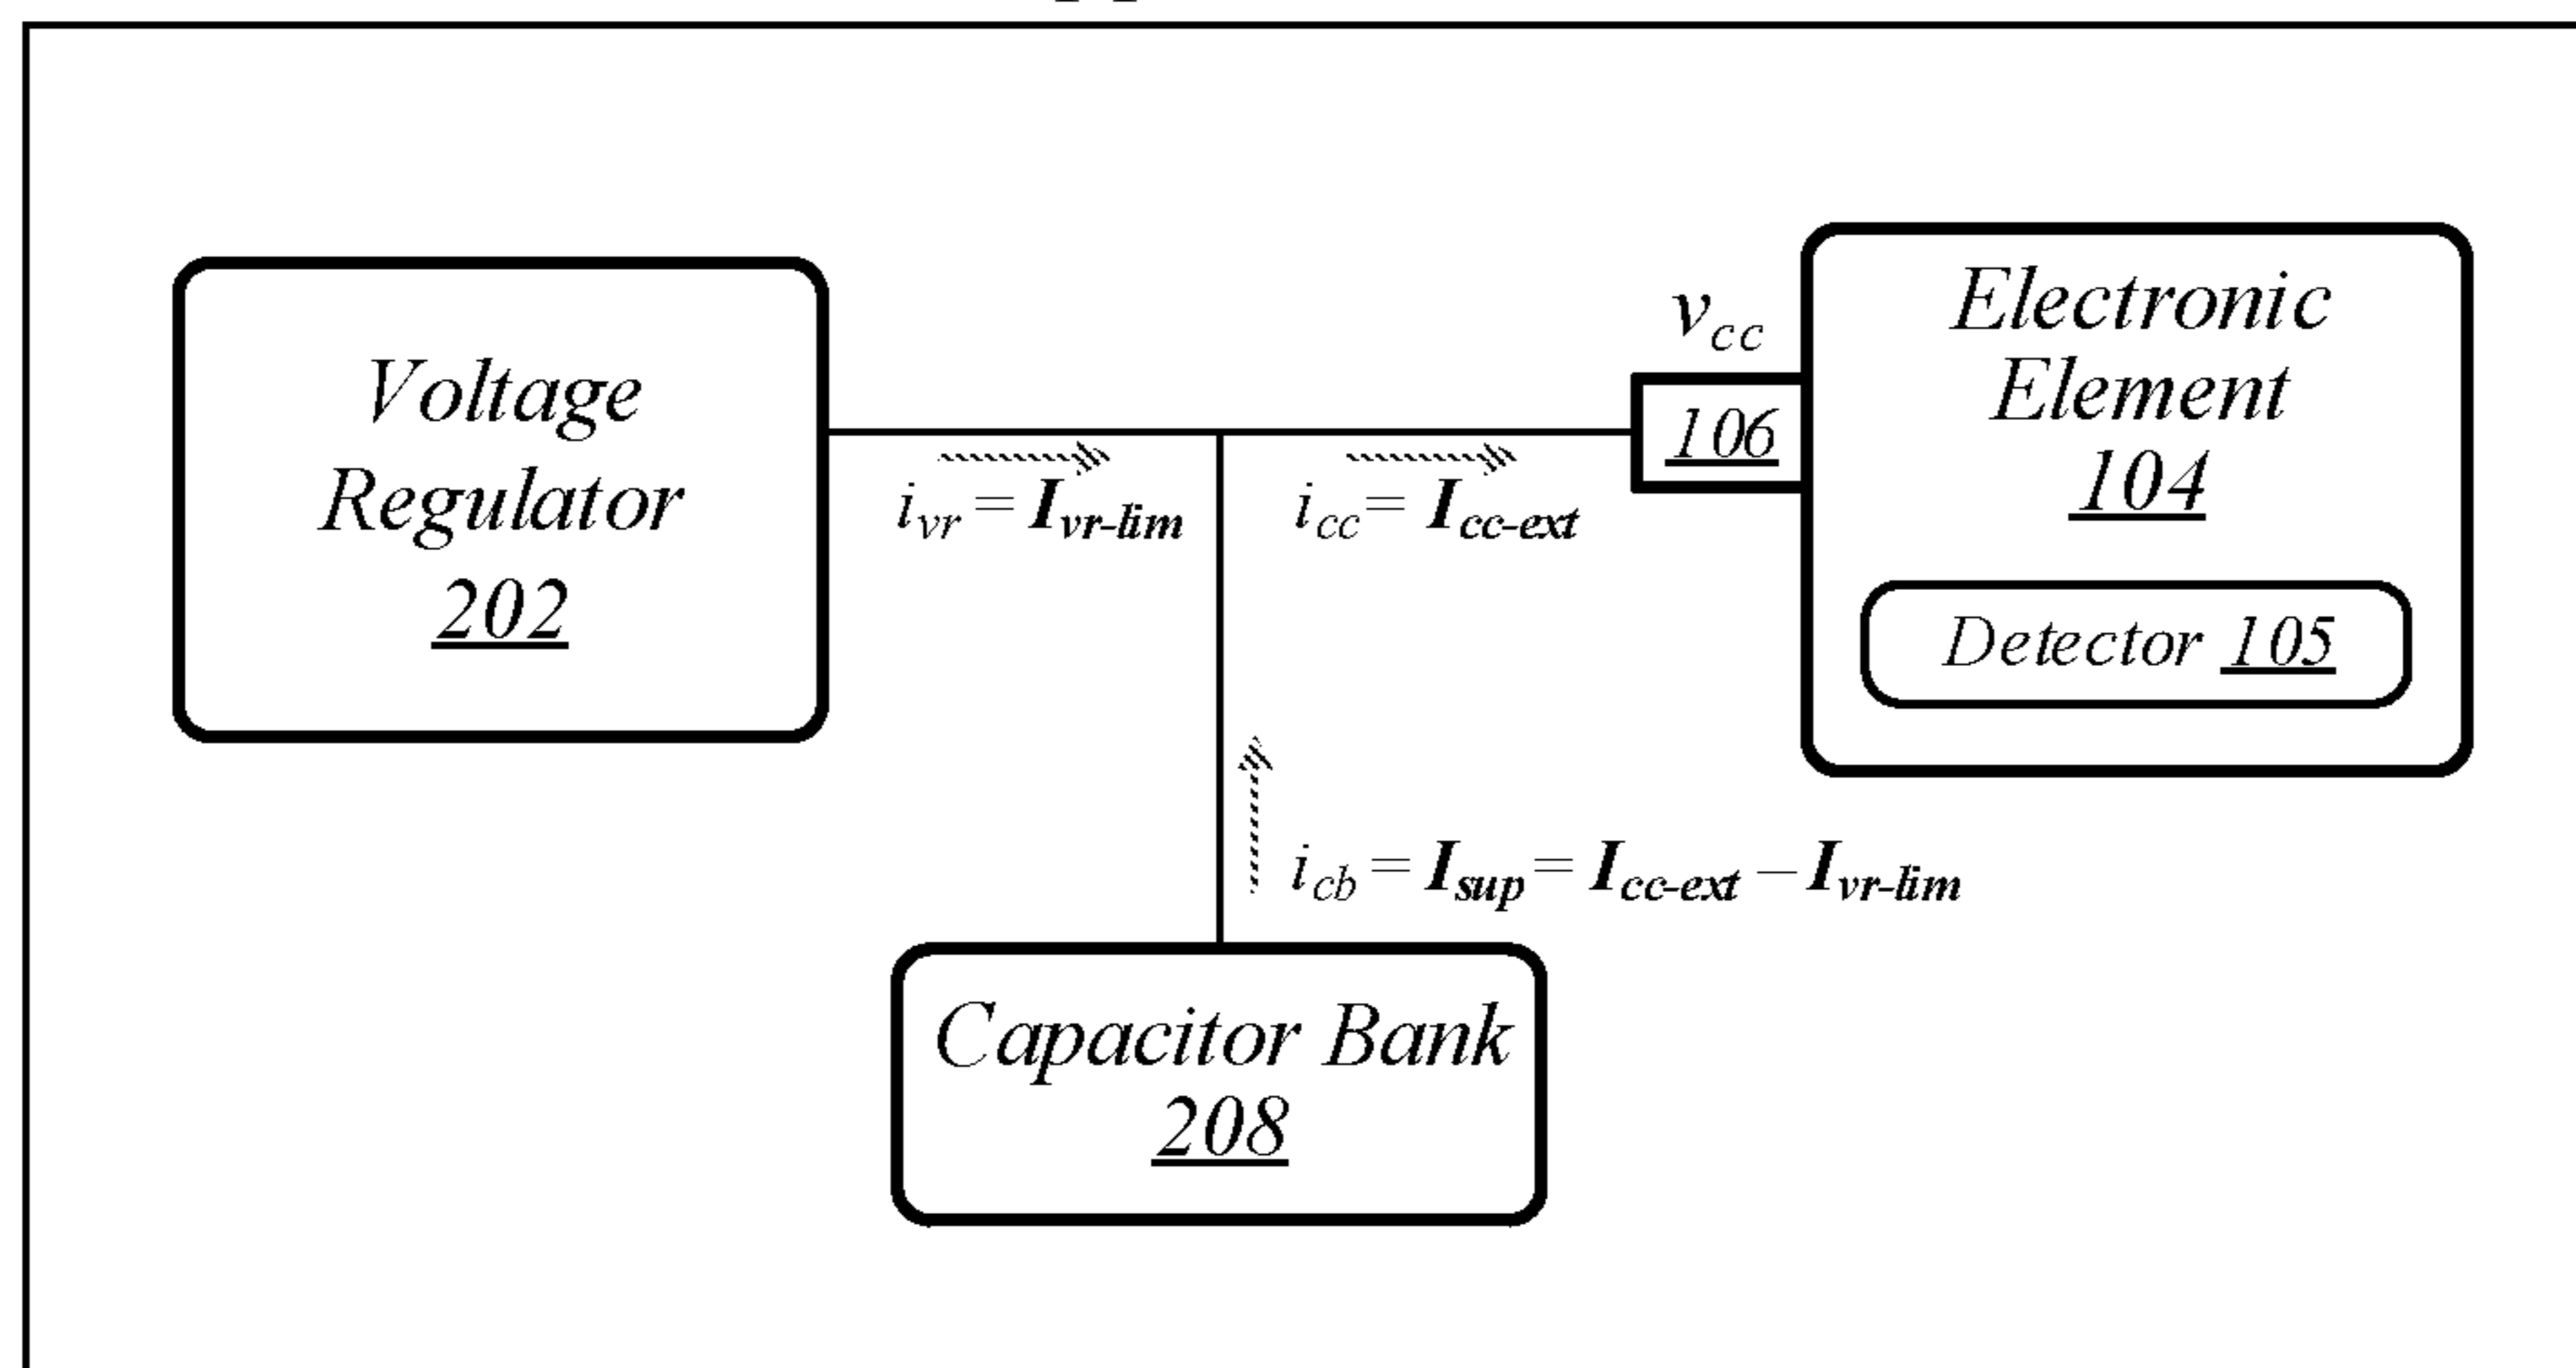 Voltage
Regulator
202
i_vr = I_vr-lim
i_cc = I_cc-ext
v_cc
106
Electronic
Element
104
Detector 105
i_cb = I_sup = I_cc-ext – I_vr-lim
Capacitor Bank
208